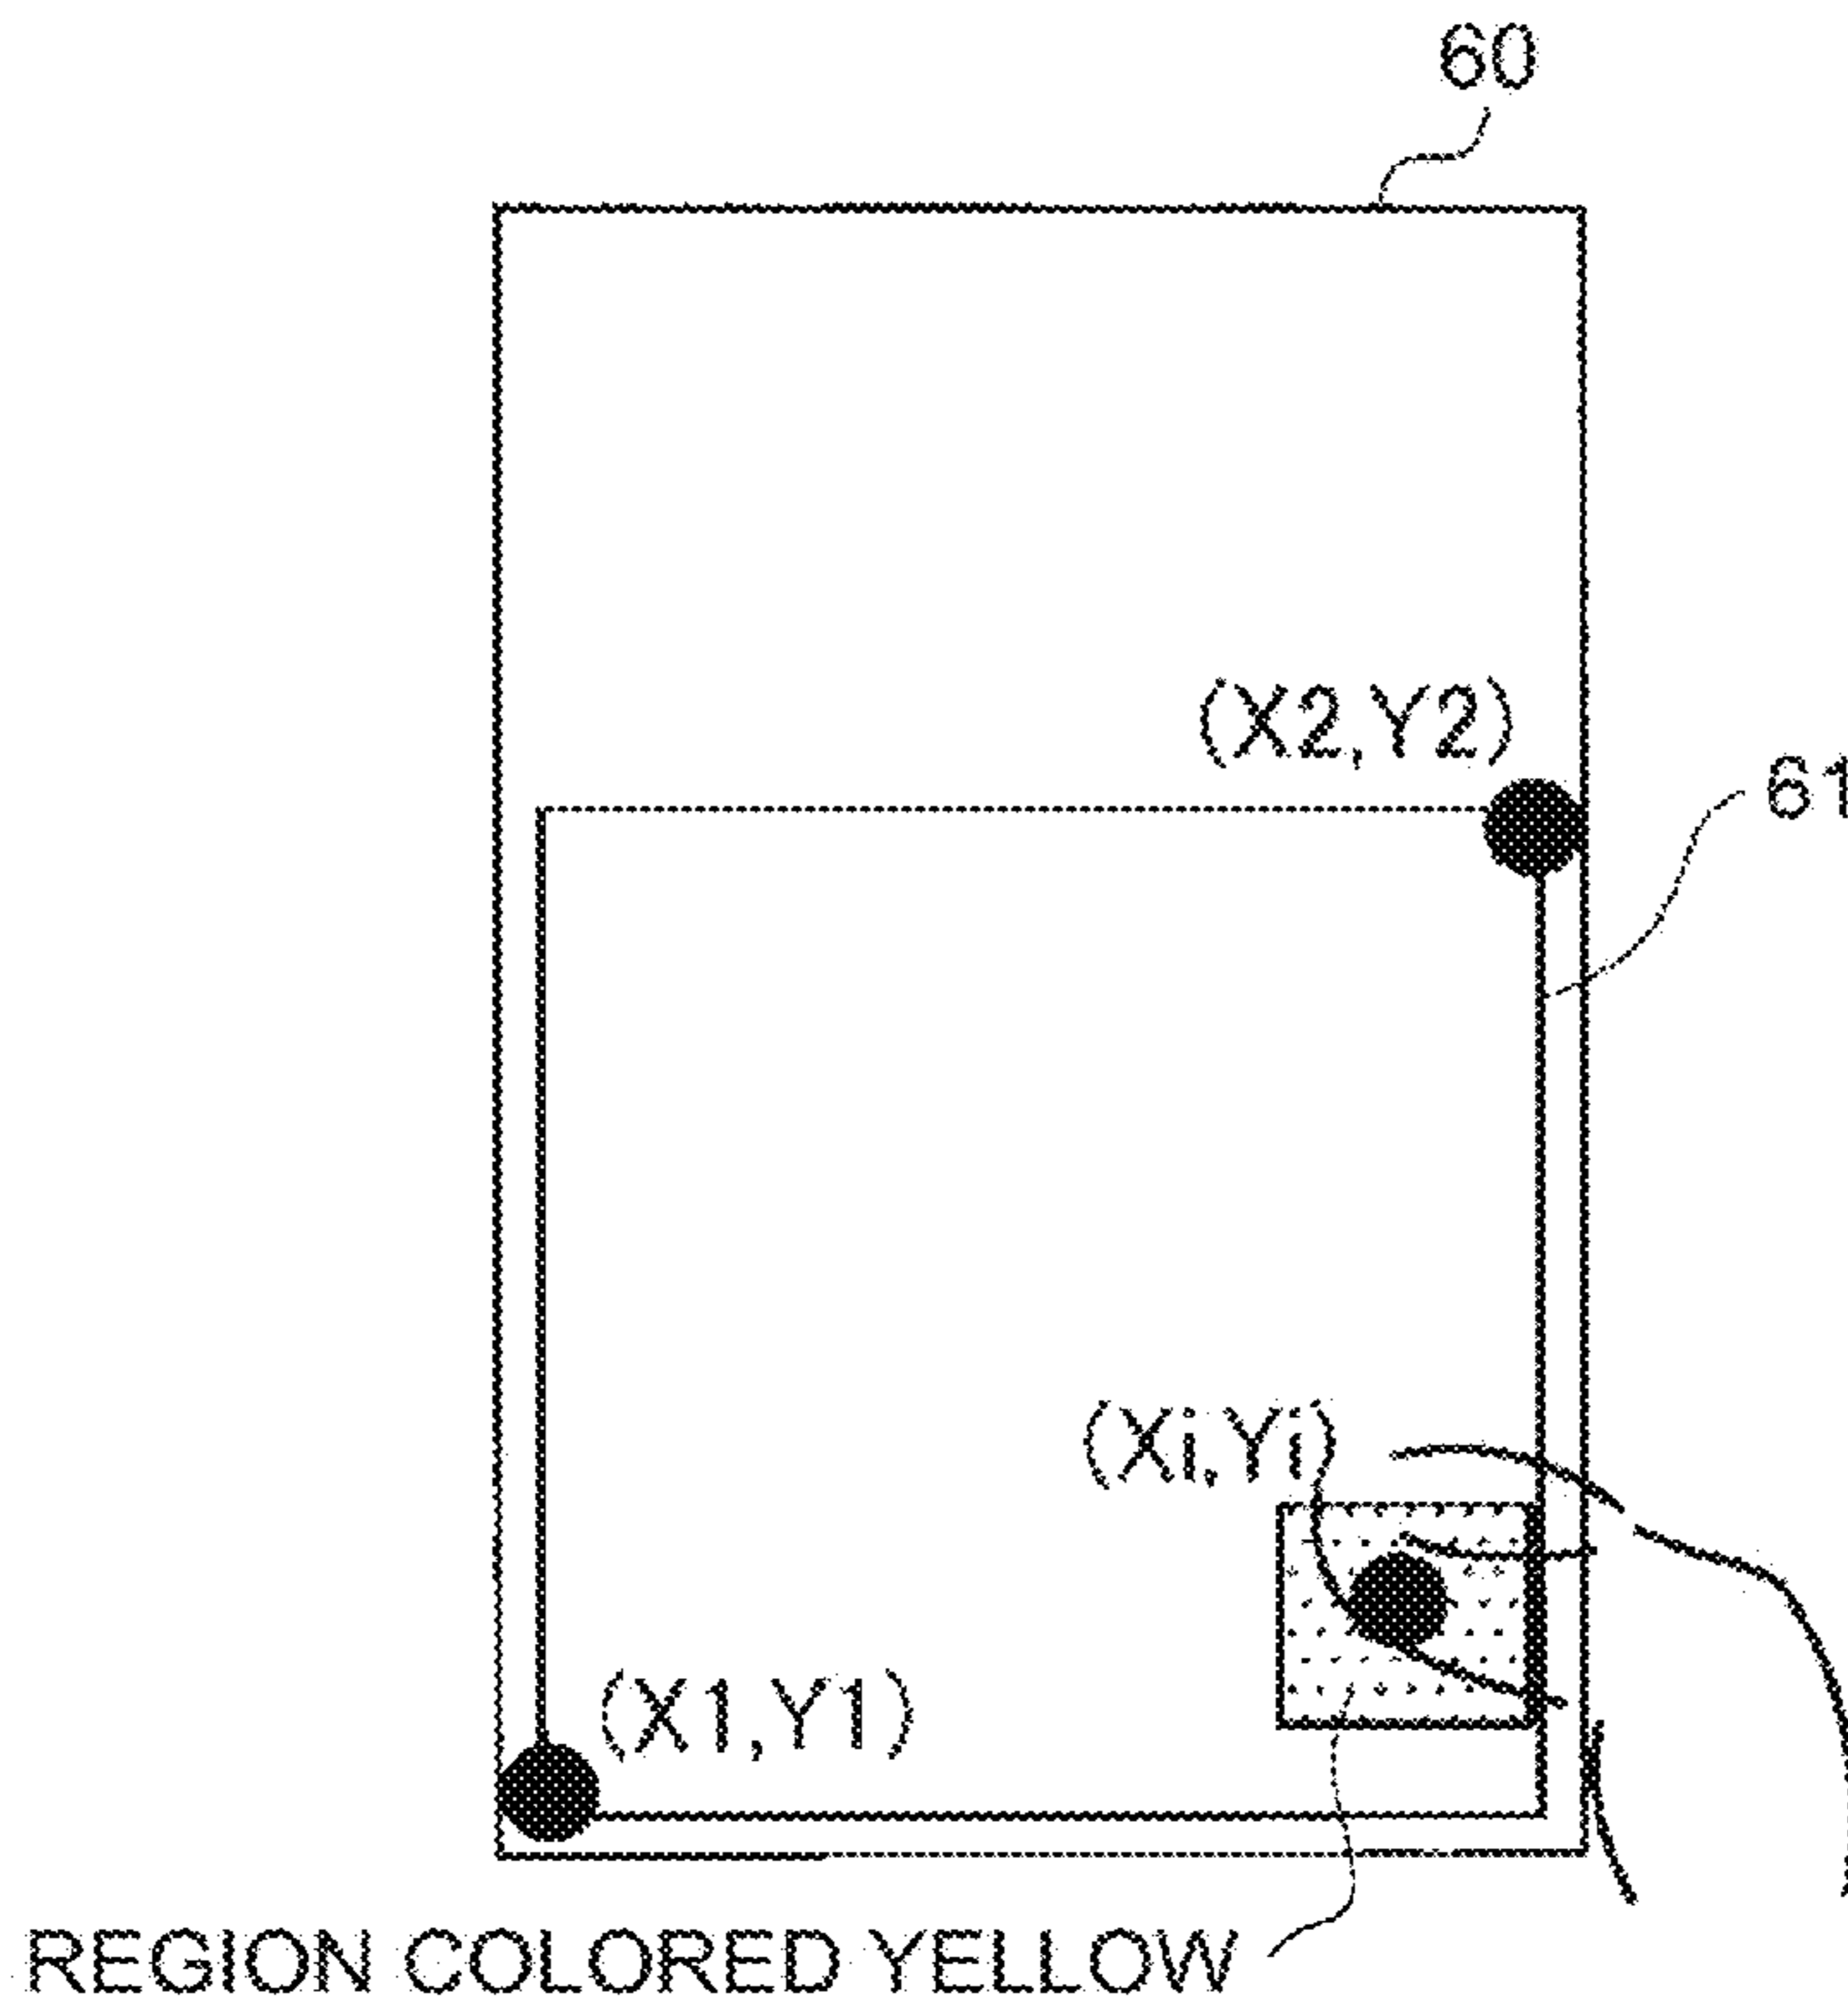 60
(X2,Y2)
61
(Xi,Yi)
(X1,Y1)
REGION COLORED YELLOW